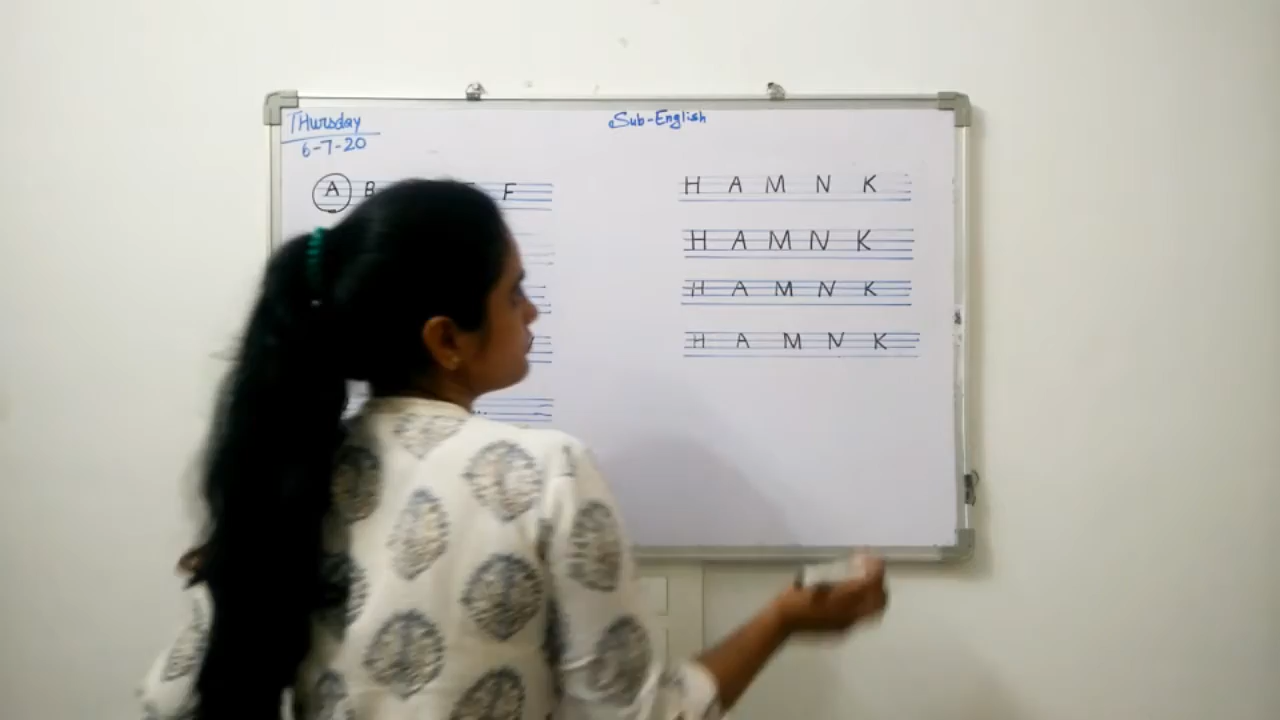 THursday
6-7-20
Sub-English
A B F
H A M N K
H A M N K
H A M N K
H A M N K